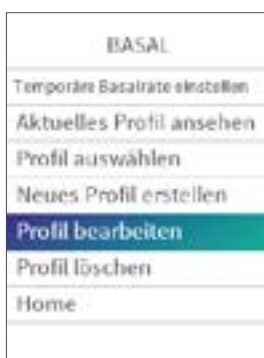 BASAL
Temporäre Basalrate einstellen
Aktuelles Profil ansehen
Profil auswählen
Neues Profil erstellen
Profil bearbeiten
Profil löschen
Home